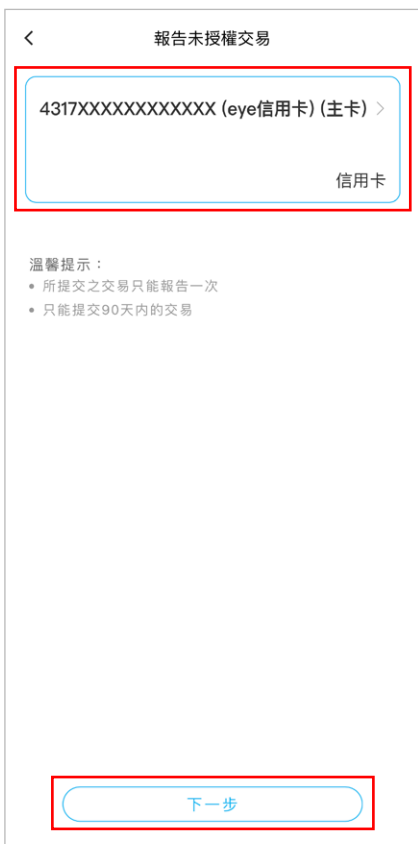 報告未授權交易
4317XXXXXXXXXXXX (eye信用卡) (主卡)
信用卡
溫馨提示：
• 所提交之交易只能報告一次
• 只能提交90天内的交易
下一步